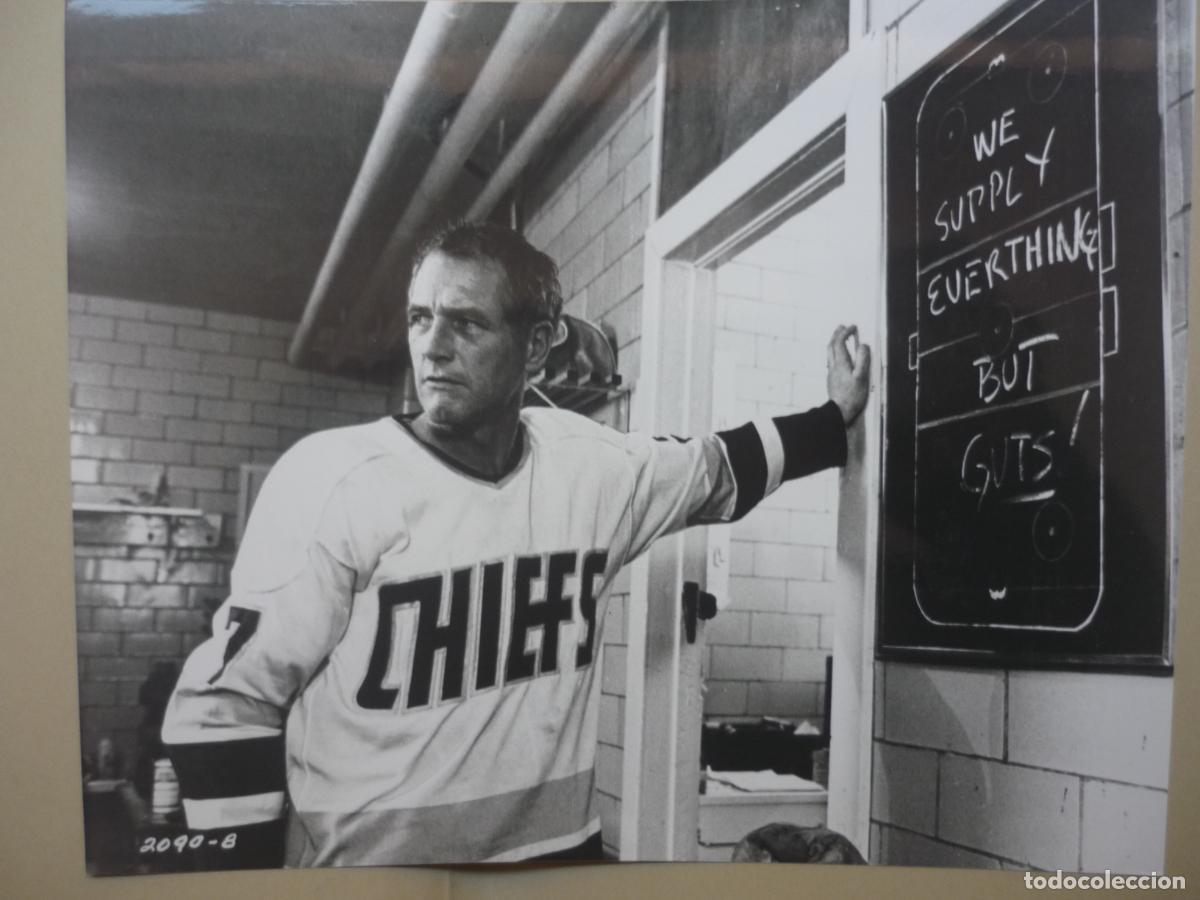 WE
SUPPLY
EVERTHING
BUT
GUTS!
CHIEFS
7
2090-8
todocoleccion